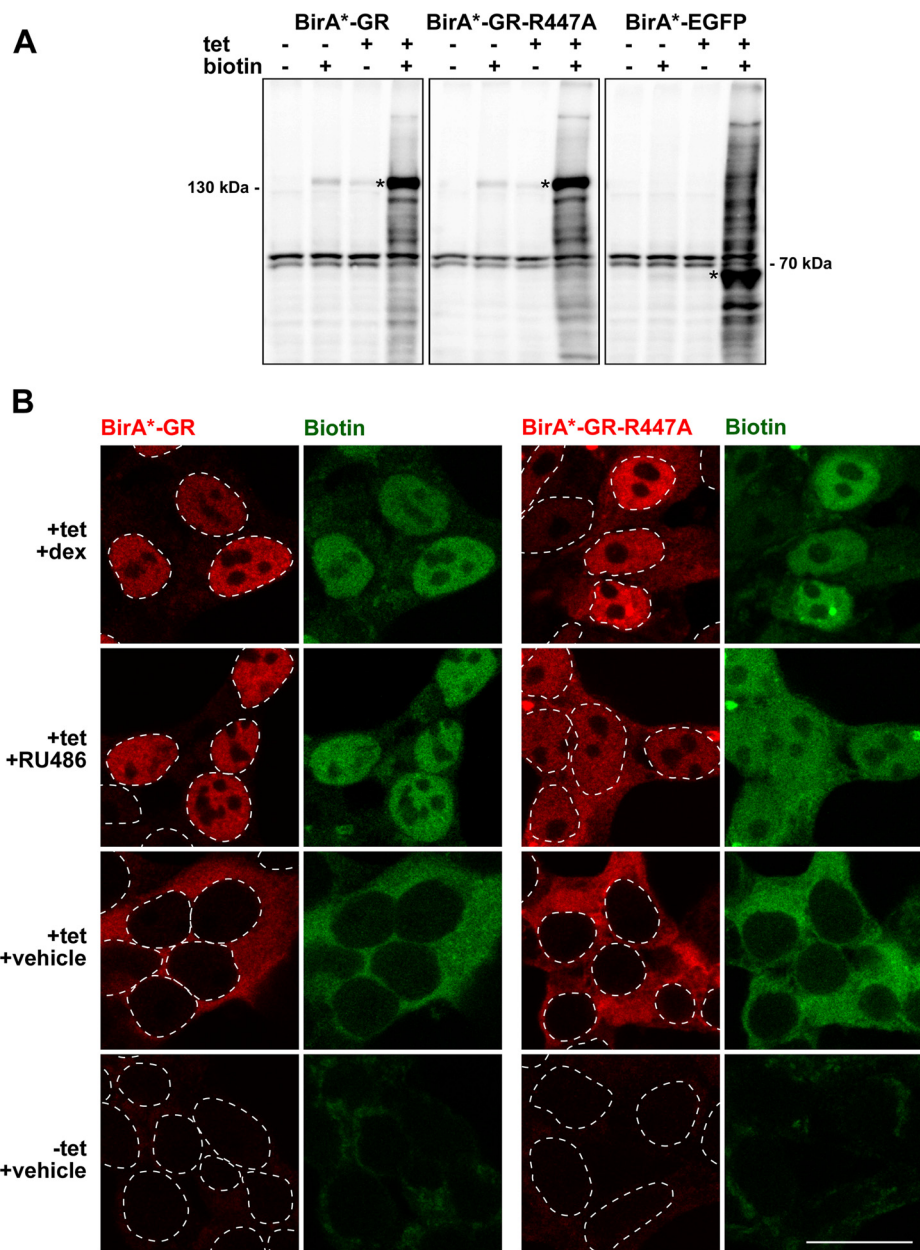 A
BirA*-GR BirA*-GR-R447A BirA*-EGFP
tet - - + + - - + + - - + +
biotin - + - + - + - + - + - +
130 kDa -
*
*
*
- 70 kDa
B
BirA*-GR Biotin BirA*-GR-R447A Biotin
+tet
+dex
+tet
+RU486
+tet
+vehicle
-tet
+vehicle